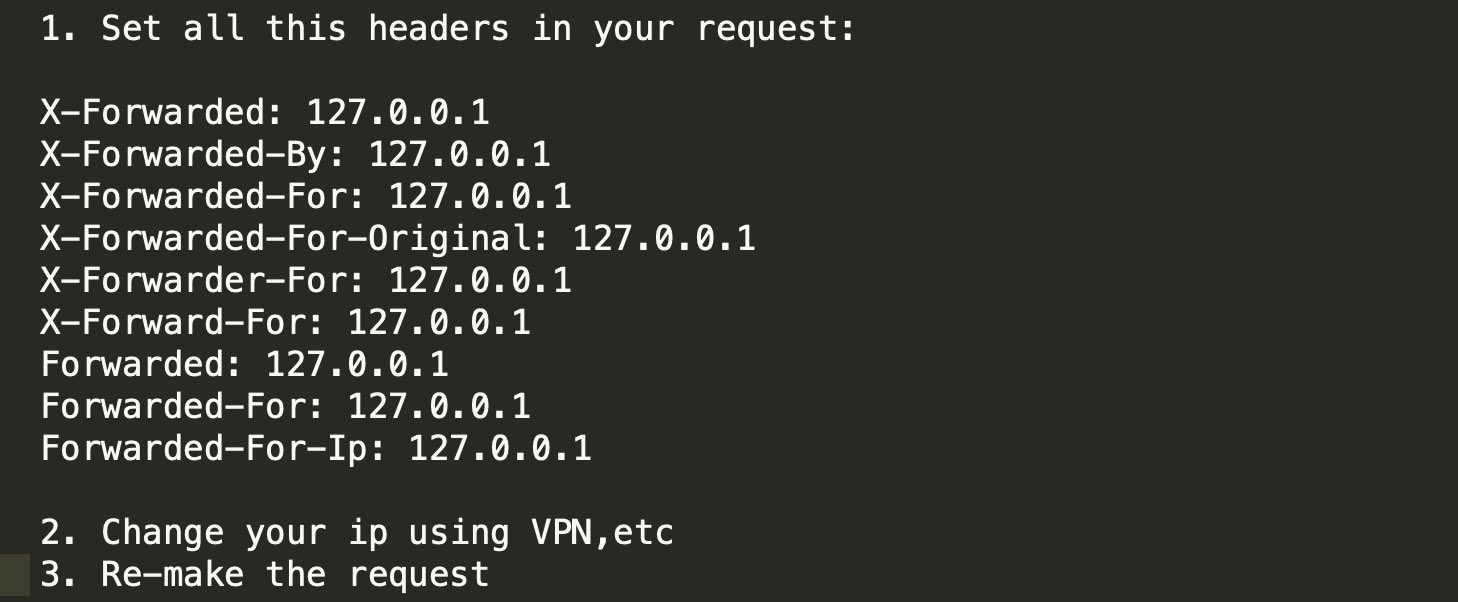 1. Set all this headers in your request:
X-Forwarded: 127.0.0.1
X-Forwarded-By: 127.0.0.1
X-Forwarded-For: 127.0.0.1
X-Forwarded-For-Original: 127.0.0.1
X-Forwarder-For: 127.0.0.1
X-Forward-For: 127.0.0.1
Forwarded: 127.0.0.1
Forwarded-For: 127.0.0.1
Forwarded-For-Ip: 127.0.0.1
2. Change your ip using VPN,etc
3. Re-make the request